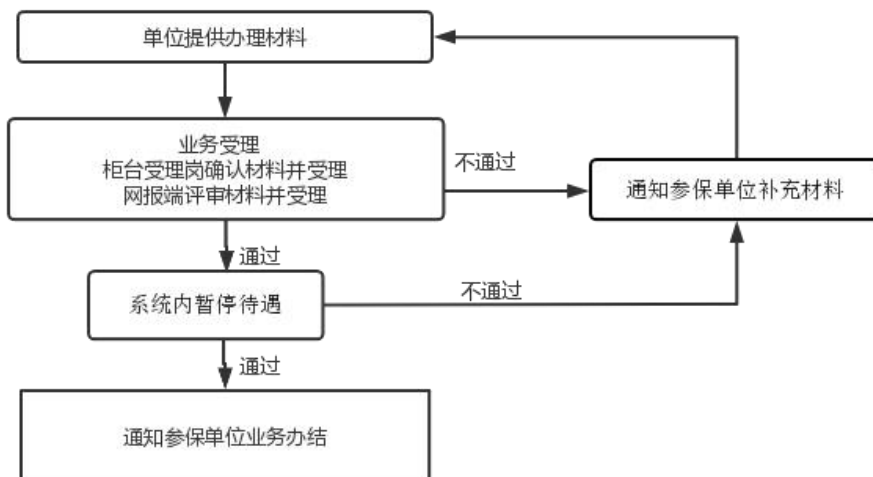 单位提供办理材料
业务受理
柜台受理岗确认材料并受理
网报端评审材料并受理
不通过
通知参保单位补充材料
通过
系统内暂停待遇
不通过
通过
通知参保单位业务办结